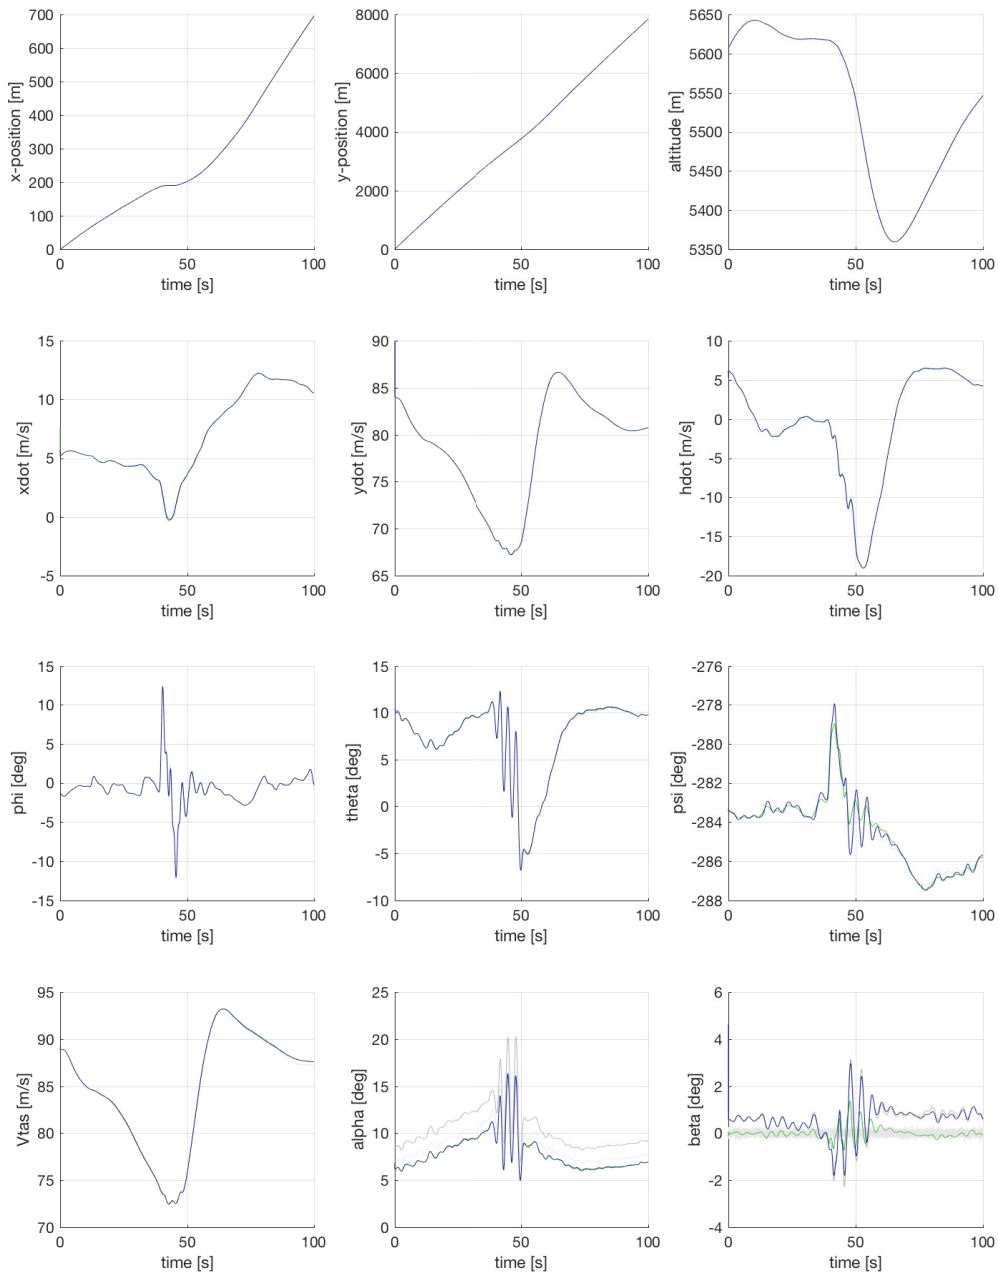 700
600
500
400
300
200
100
0
x-position [m]
0 50 100
time [s]
8000
6000
4000
2000
0
y-position [m]
0 50 100
time [s]
5650
5600
5550
5500
5450
5400
5350
altitude [m]
0 50 100
time [s]
15
10
5
0
-5
xdot [m/s]
0 50 100
time [s]
90
85
80
75
70
65
ydot [m/s]
0 50 100
time [s]
10
5
0
-5
-10
-15
-20
hdot [m/s]
0 50 100
time [s]
15
10
5
0
-5
-10
-15
phi [deg]
0 50 100
time [s]
15
10
5
0
-5
-10
theta [deg]
0 50 100
time [s]
-276
-278
-280
-282
-284
-286
-288
psi [deg]
0 50 100
time [s]
95
90
85
80
75
70
Vtas [m/s]
0 50 100
time [s]
25
20
15
10
5
0
alpha [deg]
0 50 100
time [s]
6
4
2
0
-2
-4
beta [deg]
0 50 100
time [s]